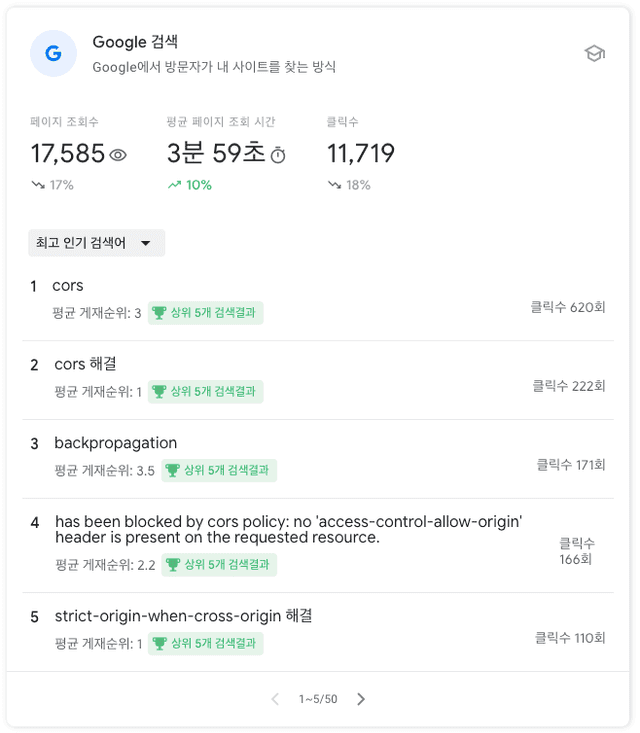 G
Google 검색
Google에서 방문자가 내 사이트를 찾는 방식
페이지 조회수
평균 페이지 조회 시간
클릭수
17,585
3분 59초
11,719
17%
10%
18%
최고 인기 검색어
1 cors
평균 게재순위: 3 상위 5개 검색결과
클릭수 620회
2 cors 해결
평균 게재순위: 1 상위 5개 검색결과
클릭수 222회
3 backpropagation
평균 게재순위: 3.5 상위 5개 검색결과
클릭수 171회
4 has been blocked by cors policy: no 'access-control-allow-origin'
header is present on the requested resource.
평균 게재순위: 2.2 상위 5개 검색결과
클릭수
166회
5 strict-origin-when-cross-origin 해결
평균 게재순위: 1 상위 5개 검색결과
클릭수 110회
1~5/50